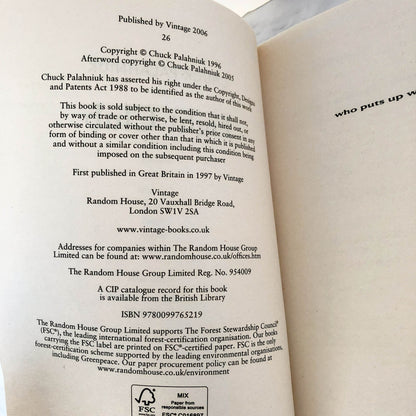 Published by Vintage 2006
26
Copyright © Chuck Palahniuk 1996
Afterword copyright © Chuck Palahniuk 2005
Chuck Palahniuk has asserted his right under the Copyright, Designs
and Patents Act 1988 to be identified as the author of this work
This book is sold subject to the condition that it shall not,
by way of trade or otherwise, be lent, resold, hired out, or
otherwise circulated without the publisher's prior consent in any
form of binding or cover other than that in which it is published
and without a similar condition including this condition being
imposed on the subsequent purchaser
First published in Great Britain in 1997 by Vintage
Vintage
Random House, 20 Vauxhall Bridge Road,
London SW1V 2SA
www.vintage-books.co.uk
Addresses for companies within The Random House Group
Limited can be found at: www.randomhouse.co.uk/offices.htm
The Random House Group Limited Reg. No. 954009
A CIP catalogue record for this book
is available from the British Library
ISBN 9780099765219
The Random House Group Limited supports The Forest Stewardship Council®
(FSC®), the leading international forest-certification organisation. Our books
carrying the FSC label are printed on FSC®-certified paper. FSC is the only
forest-certification scheme supported by the leading environmental organisations,
including Greenpeace. Our paper procurement policy can be found at
www.randomhouse.co.uk/environment
MIX
Paper from
responsible sources
FSC
FSC® C016897
who puts up w